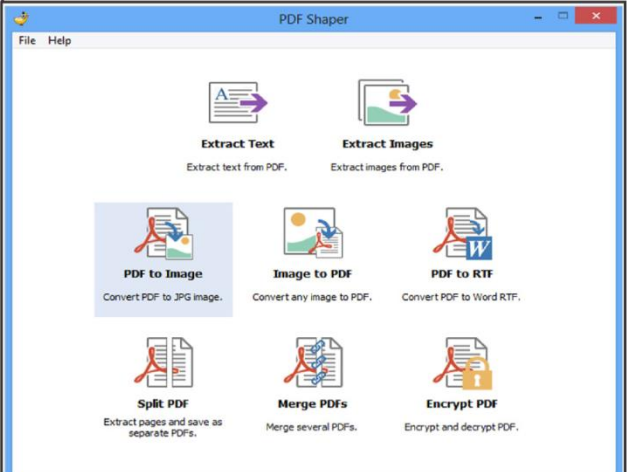 PDF Shaper
File Help
A
Extract Text Extract Images
Extract text from PDF. Extract images from PDF.
W
PDF to Image Image to PDF PDF to RTF
Convert PDF to JPG image. Convert any image to PDF. Convert PDF to Word RTF.
Split PDF Merge PDFs Encrypt PDF
Extract pages and save as
separate PDFs. Merge several PDFs. Encrypt and decrypt PDF.